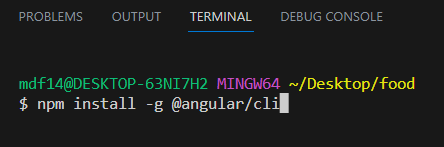 PROBLEMS OUTPUT TERMINAL DEBUG CONSOLE
mdf14@DESKTOP-63NI7H2 MINGW64 ~/Desktop/food
$ npm install -g @angular/cli